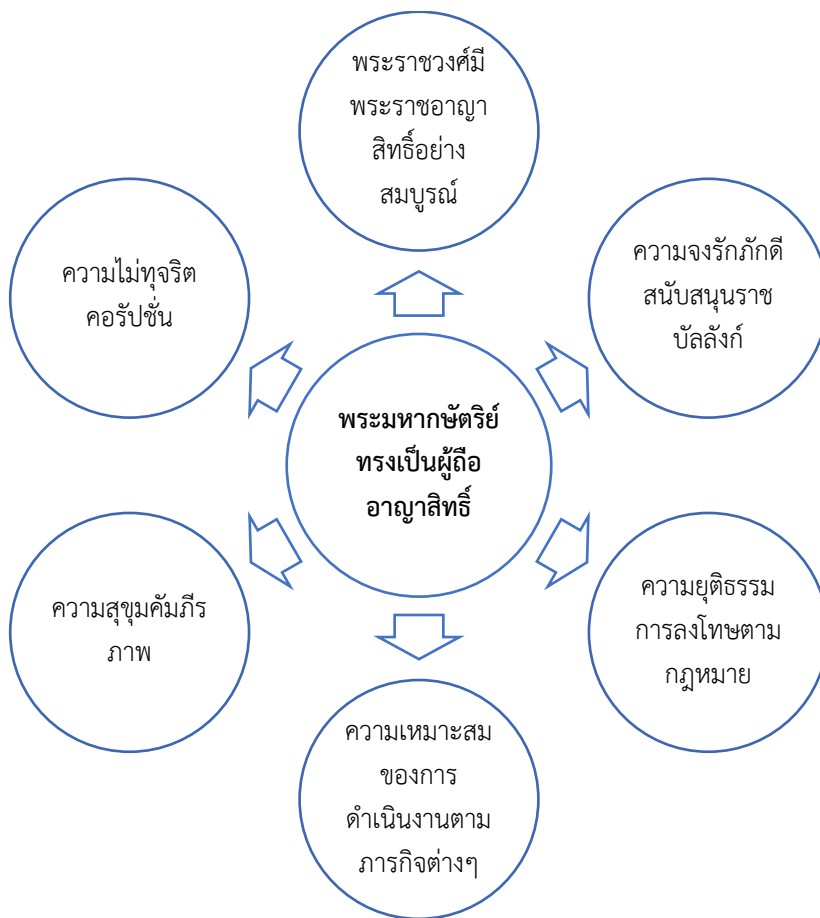 พระราชวงศ์มี
พระราชอาญา
สิทธิ์อย่าง
สมบูรณ์
ความจงรักภักดี
สนับสนุนราช
บัลลังก์
ความไม่ทุจริต
คอรัปชั่น
พระมหากษัตริย์
ทรงเป็นผู้ถือ
อาญาสิทธิ์
ความสุขุมคัมภีร
ภาพ
ความยุติธรรม
การลงโทษตาม
กฎหมาย
ความเหมาะสม
ของการ
ดำเนินงานตาม
ภารกิจต่างๆ